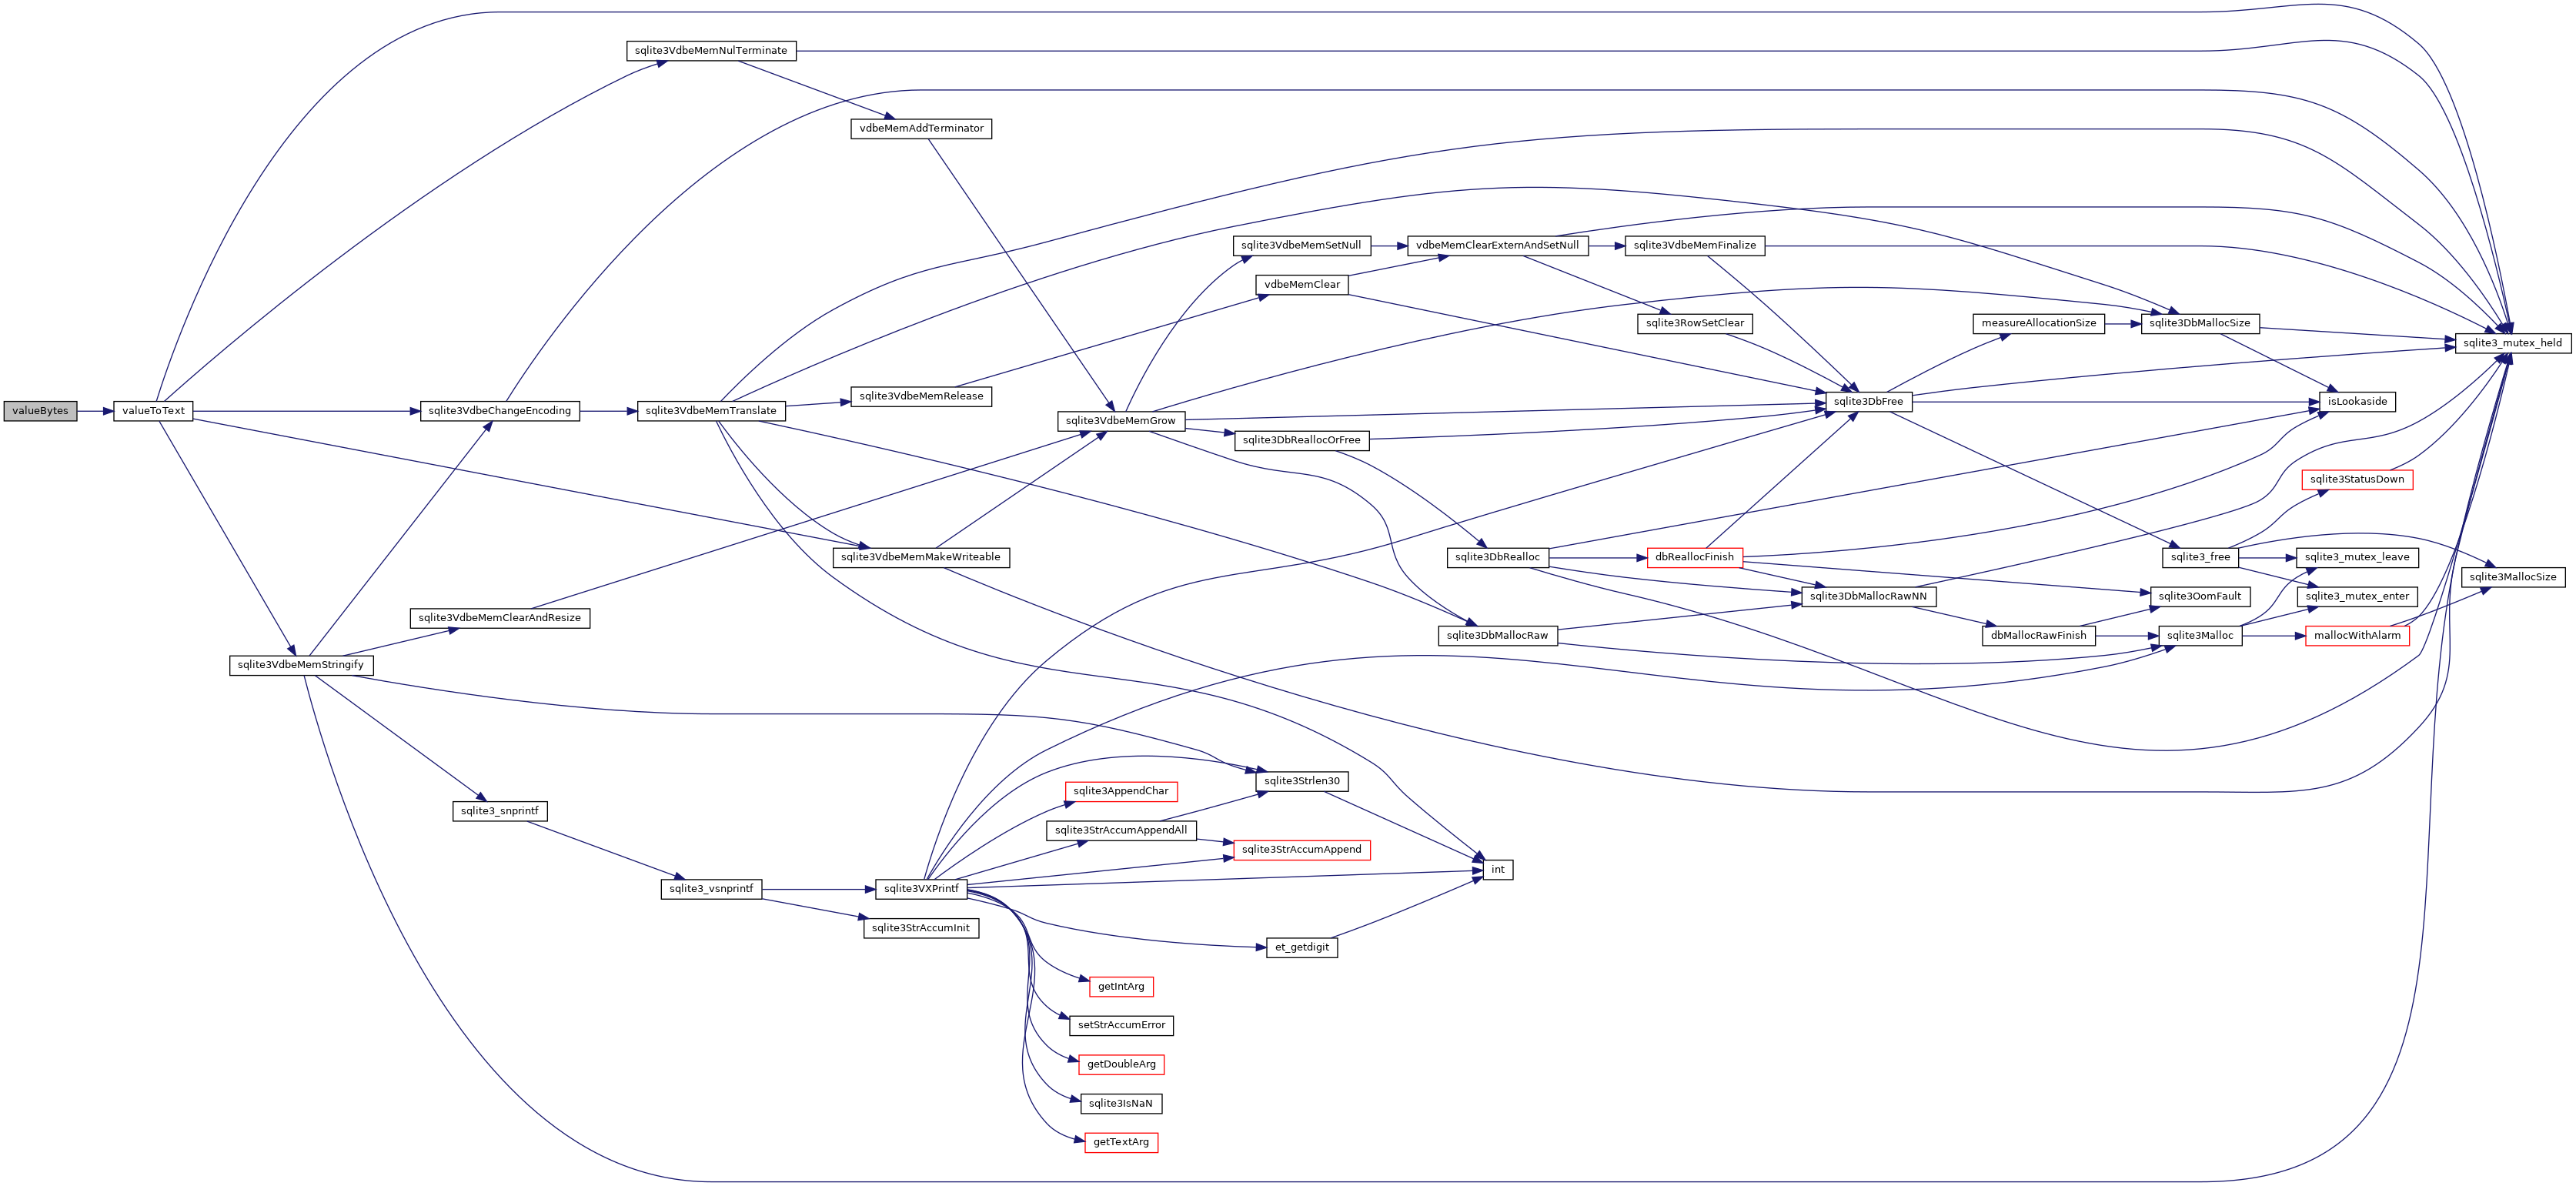 valueBytes
valueToText
sqlite3VdbeMemNulTerminate
sqlite3VdbeChangeEncoding
sqlite3VdbeMemStringify
sqlite3VdbeMemClearAndResize
sqlite3_snprintf
sqlite3VdbeMemTranslate
sqlite3_vsnprintf
vdbeMemAddTerminator
sqlite3VdbeMemRelease
sqlite3VdbeMemMakeWriteable
sqlite3VXPrintf
sqlite3StrAccumInit
sqlite3VdbeMemGrow
sqlite3AppendChar
sqlite3StrAccumAppendAll
getIntArg
setStrAccumError
getDoubleArg
sqlite3IsNaN
getTextArg
sqlite3VdbeMemSetNull
vdbeMemClear
sqlite3DbReallocOrFree
sqlite3Strlen30
sqlite3StrAccumAppend
et_getdigit
vdbeMemClearExternAndSetNull
sqlite3DbRealloc
sqlite3DbMallocRaw
int
sqlite3VdbeMemFinalize
sqlite3RowSetClear
dbReallocFinish
sqlite3DbFree
sqlite3DbMallocRawNN
measureAllocationSize
dbMallocRawFinish
sqlite3DbMallocSize
sqlite3_free
sqlite3OomFault
sqlite3Malloc
isLookaside
sqlite3StatusDown
sqlite3_mutex_leave
sqlite3_mutex_enter
mallocWithAlarm
sqlite3_mutex_held
sqlite3MallocSize